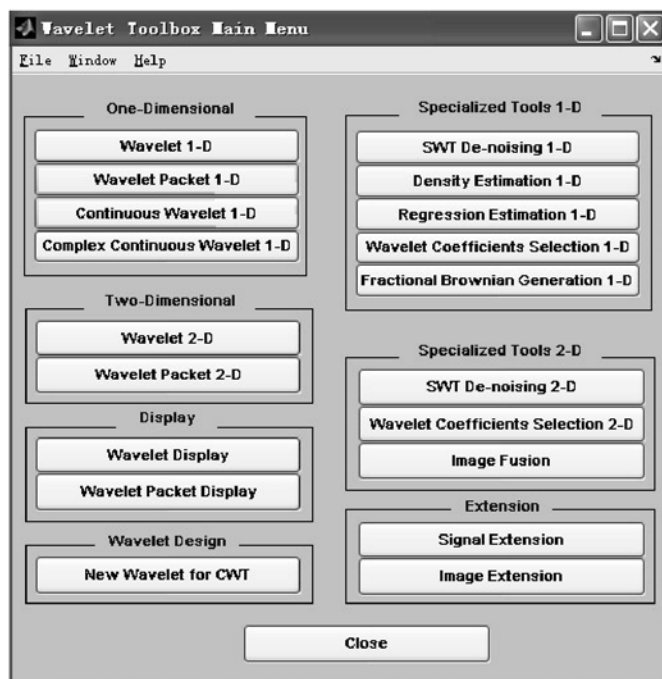 Wavelet Toolbox Main Menu
File Window Help
One-Dimensional
Wavelet 1-D
Wavelet Packet 1-D
Continuous Wavelet 1-D
Complex Continuous Wavelet 1-D
Two-Dimensional
Wavelet 2-D
Wavelet Packet 2-D
Display
Wavelet Display
Wavelet Packet Display
Wavelet Design
New Wavelet for CWT
Specialized Tools 1-D
SWT De-noising 1-D
Density Estimation 1-D
Regression Estimation 1-D
Wavelet Coefficients Selection 1-D
Fractional Brownian Generation 1-D
Specialized Tools 2-D
SWT De-noising 2-D
Wavelet Coefficients Selection 2-D
Image Fusion
Extension
Signal Extension
Image Extension
Close